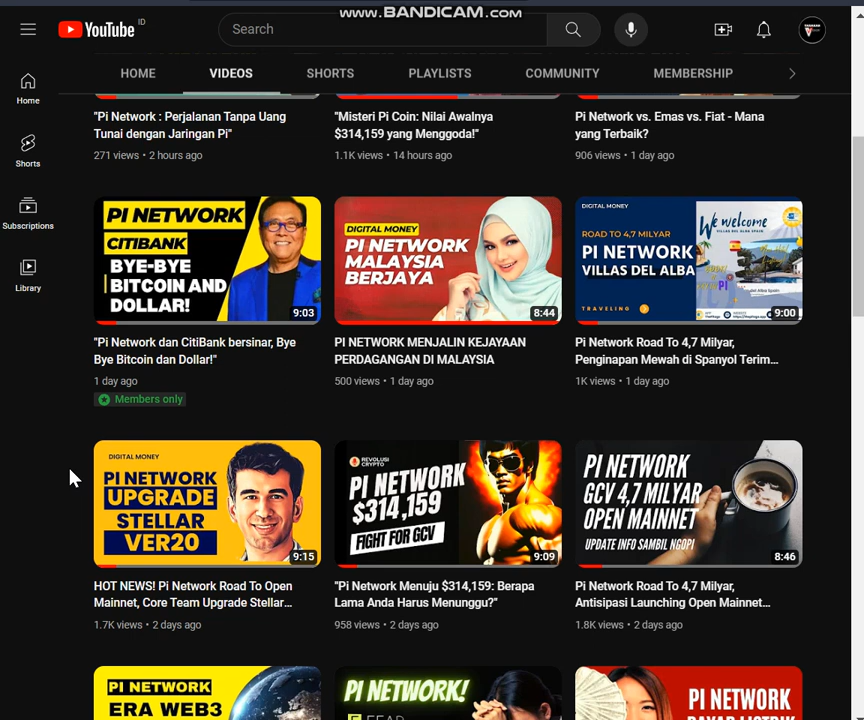 www.BANDICAM.com
YouTube ID
Search
HOME
VIDEOS
SHORTS
PLAYLISTS
COMMUNITY
MEMBERSHIP
Home
Shorts
Subscriptions
Library
"Pi Network : Perjalanan Tanpa Uang
Tunai dengan Jaringan Pi"
271 views • 2 hours ago
"Misteri Pi Coin: Nilai Awalnya
$314,159 yang Menggoda!"
1.1K views • 14 hours ago
Pi Network vs. Emas vs. Fiat - Mana
yang Terbaik?
906 views • 1 day ago
PI NETWORK
CITIBANK
BYE-BYE
BITCOIN AND
DOLLAR!
9:03
"Pi Network dan CitiBank bersinar, Bye
Bye Bitcoin dan Dollar!"
1 day ago
Members only
DIGITAL MONEY
PI NETWORK
MALAYSIA
BERJAYA
8:44
PI NETWORK MENJALIN KEJAYAAN
PERDAGANGAN DI MALAYSIA
500 views • 1 day ago
DIGITAL MONEY
ROAD TO 4,7 MILYAR
PI NETWORK
VILLAS DEL ALBA
TRAVELING
We welcome
9:00
Pi Network Road To 4,7 Milyar,
Penginapan Mewah di Spanyol Terim...
1K views • 1 day ago
DIGITAL MONEY
PI NETWORK
UPGRADE
STELLAR
VER20
9:15
HOT NEWS! Pi Network Road To Open
Mainnet, Core Team Upgrade Stellar...
1.7K views • 2 days ago
REVOLUSI
CRYPTO
PI NETWORK
$314,159
FIGHT FOR GCV
9:09
"Pi Network Menuju $314,159: Berapa
Lama Anda Harus Menunggu?"
958 views • 2 days ago
PI NETWORK
GCV 4,7 MILYAR
OPEN MAINNET
UPDATE INFO SAMBIL NGOPI
8:46
Pi Network Road To 4,7 Milyar,
Antisipasi Launching Open Mainnet...
1.8K views • 2 days ago
PI NETWORK
ERA WEB3
PI NETWORK!
PI NETWORK